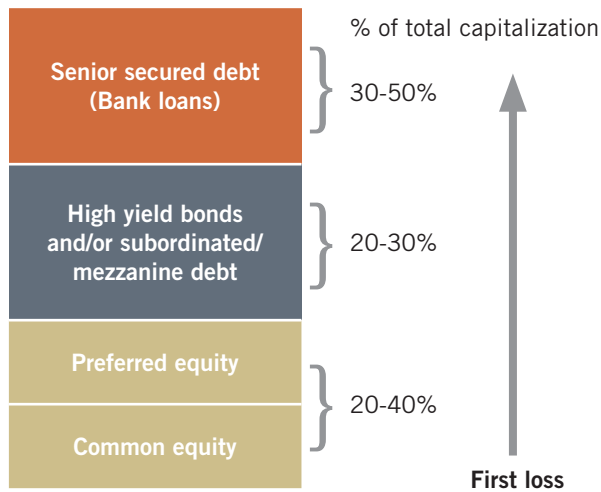 % of total capitalization
Senior secured debt
(Bank loans)
30-50%
High yield bonds
and/or subordinated/
mezzanine debt
20-30%
Preferred equity
20-40%
Common equity
First loss